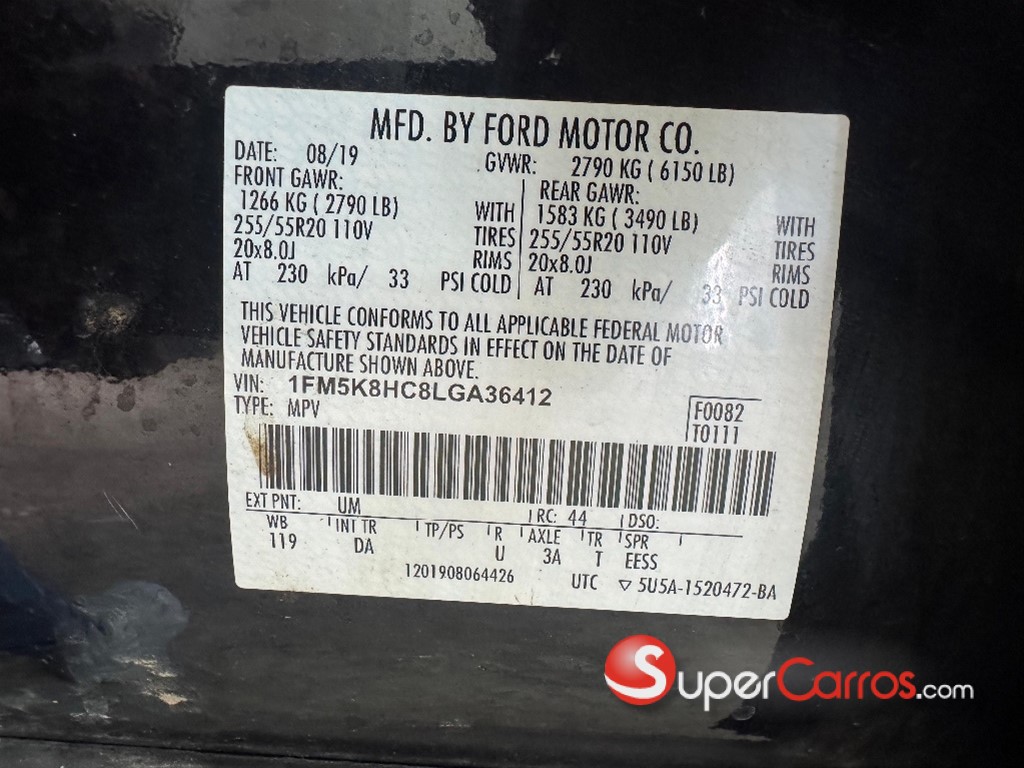 MFD. BY FORD MOTOR CO.
DATE: 08/19 GVWR: 2790 KG ( 6150 LB)
FRONT GAWR: REAR GAWR:
1266 KG ( 2790 LB) WITH 1583 KG ( 3490 LB) WITH
255/55R20 110V TIRES 255/55R20 110V TIRES
20x8.0J RIMS 20x8.0J RIMS
AT 230 kPa/ 33 PSI COLD AT 230 kPa/ 33 PSI COLD
THIS VEHICLE CONFORMS TO ALL APPLICABLE FEDERAL MOTOR
VEHICLE SAFETY STANDARDS IN EFFECT ON THE DATE OF
MANUFACTURE SHOWN ABOVE.
VIN: 1FM5K8HC8LGA36412
TYPE: MPV F0082
T0111
EXT PNT: UM RC: 44 DSO:
WB INT TR TP/PS R AXLE TR SPR
119 DA U 3A T EESS
1201908064426 UTC ▽ 5U5A-1520472-BA
SuperCarros.com